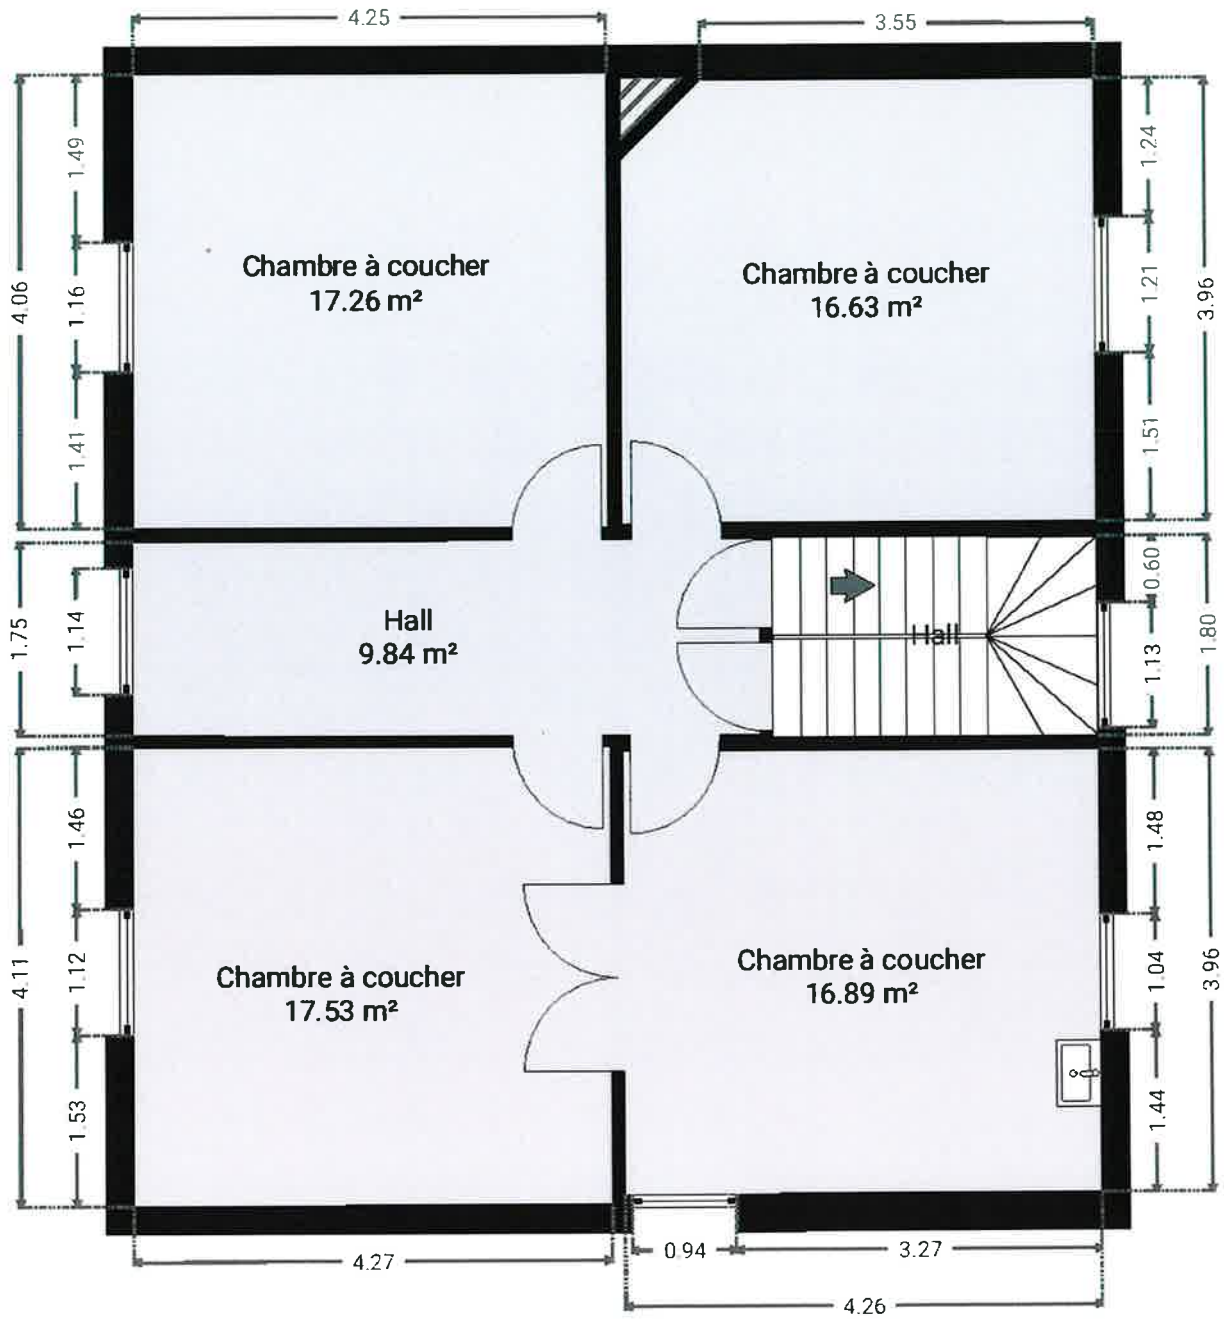 4.25
3.55
1.49
1.24
4.06
1.16
Chambre à coucher
17.26 m²
Chambre à coucher
16.63 m²
1.21
3.96
1.41
1.51
1.75
1.14
Hall
9.84 m²
Hall
0.60
1.13
1.80
1.46
1.48
4.11
1.12
Chambre à coucher
17.53 m²
Chambre à coucher
16.89 m²
1.04
3.96
1.53
1.44
4.27
0.94
3.27
4.26